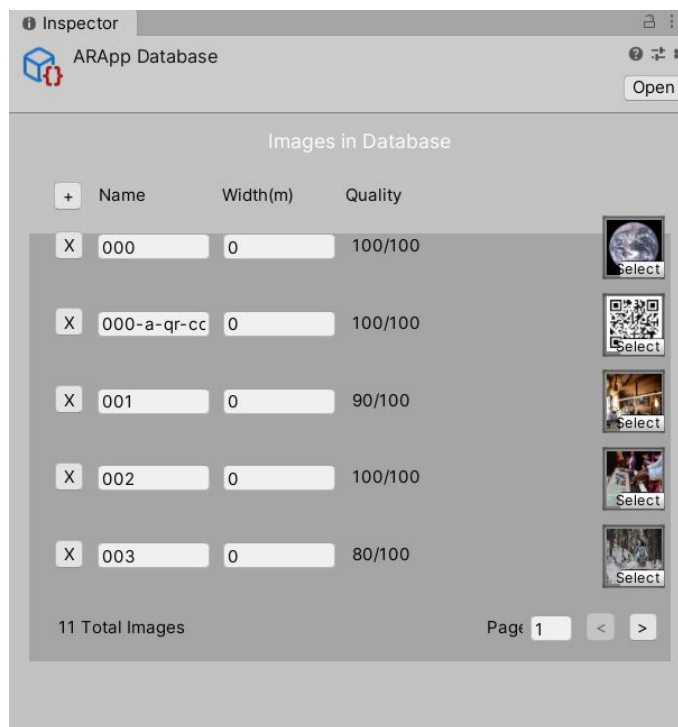 Inspector
ARApp Database
Open
Images in Database
+ Name Width(m) Quality
X 000 0 100/100 Select
X 000-a-qr-cc 0 100/100 Select
X 001 0 90/100 Select
X 002 0 100/100 Select
X 003 0 80/100 Select
11 Total Images Page 1 < >